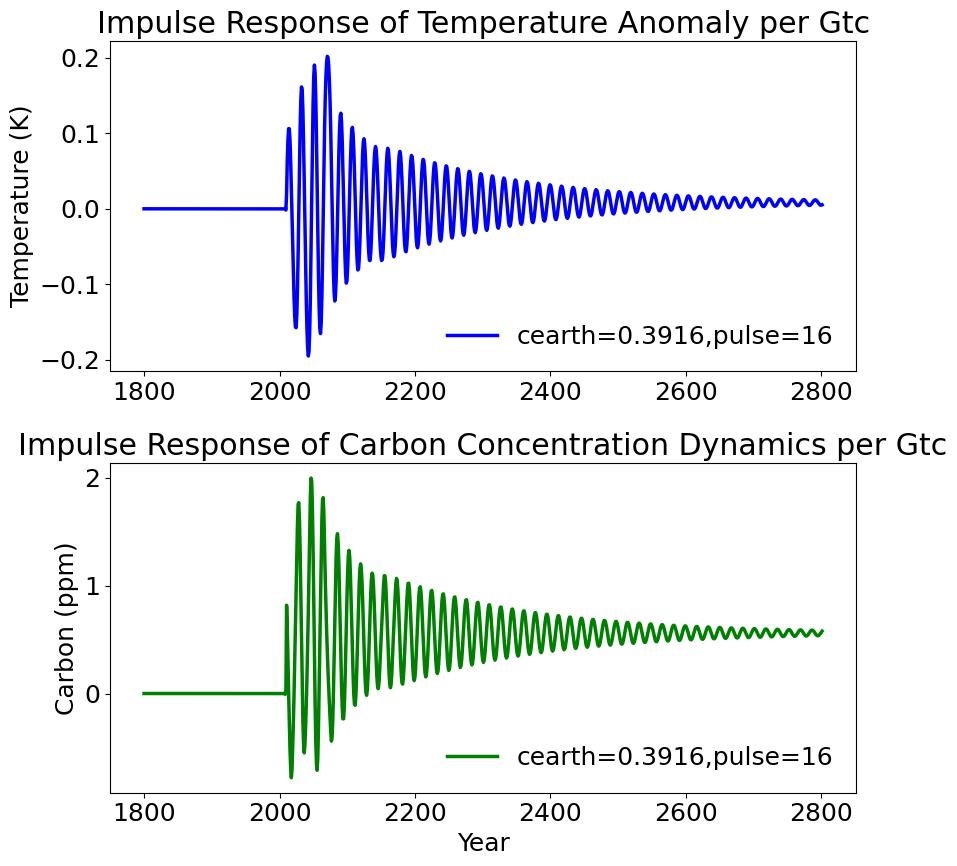 Impulse Response of Temperature Anomaly per Gtc
Temperature (K)
0.2
0.1
0.0
−0.1
−0.2
cearth=0.3916,pulse=16
1800 2000 2200 2400 2600 2800
Impulse Response of Carbon Concentration Dynamics per Gtc
Carbon (ppm)
2
1
0
cearth=0.3916,pulse=16
1800 2000 2200 2400 2600 2800
Year